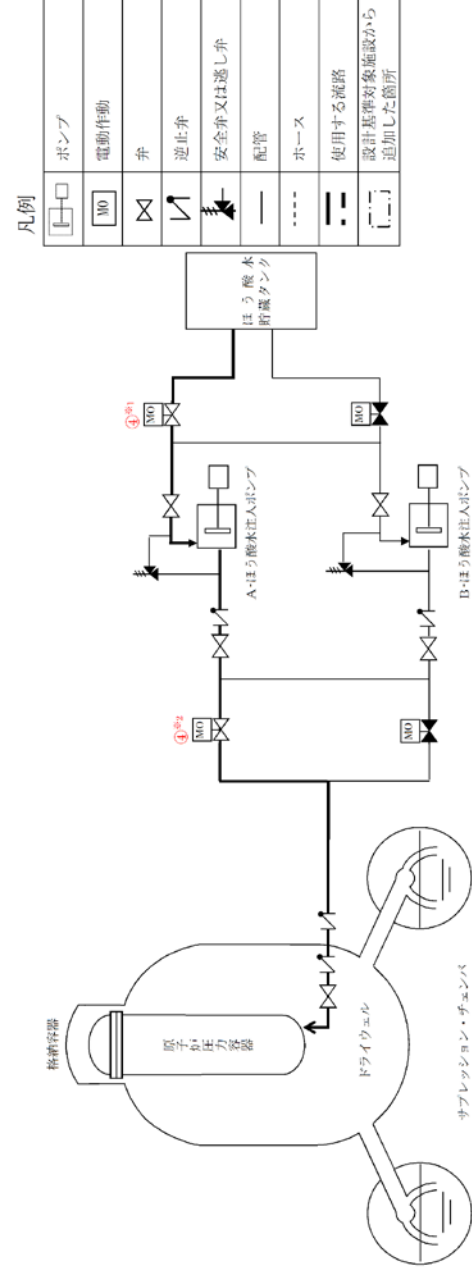 凡例
ポンプ
MO
電動作動
弁
逆止弁
安全弁又は逃し弁
配管
ホース
使用する流路
設計基準対象施設から
追加した箇所
格納容器
原子炉圧力容器
ドライウェル
サプレッション・チェンバ
④※2
MO
MO
A-ほう酸水注入ポンプ
B-ほう酸水注入ポンプ
④※1
MO
MO
ほう酸水
貯蔵タンク